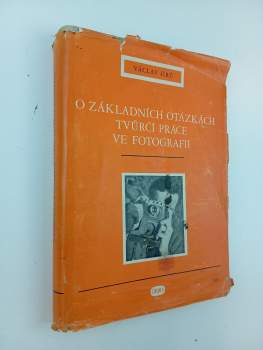 VÁCLAV JÍRŮ
O ZÁKLADNÍCH OTÁZKÁCH
TVŮRČÍ PRÁCE
VE FOTOGRAFII